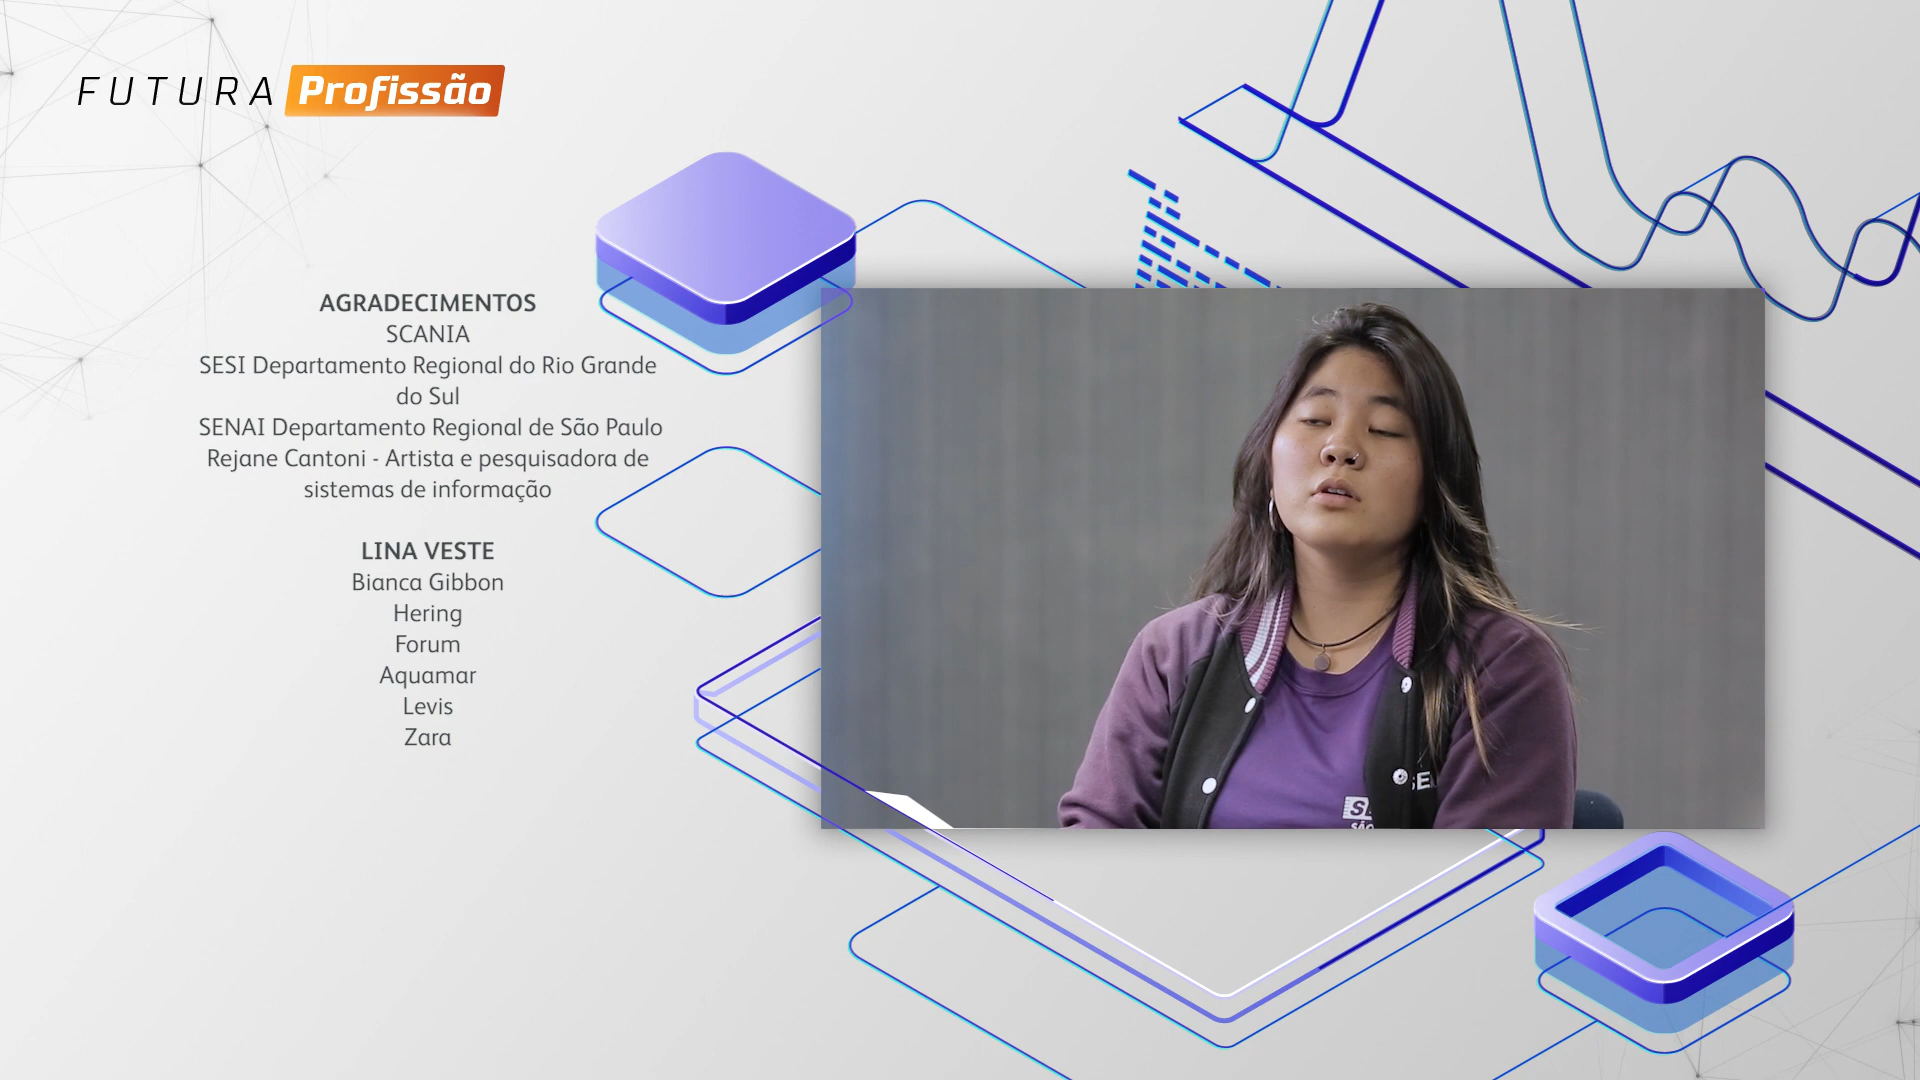 FUTURA Profissão
AGRADECIMENTOS
SCANIA
SESI Departamento Regional do Rio Grande
do Sul
SENAI Departamento Regional de São Paulo
Rejane Cantoni - Artista e pesquisadora de
sistemas de informação
LINA VESTE
Bianca Gibbon
Hering
Forum
Aquamar
Levis
Zara